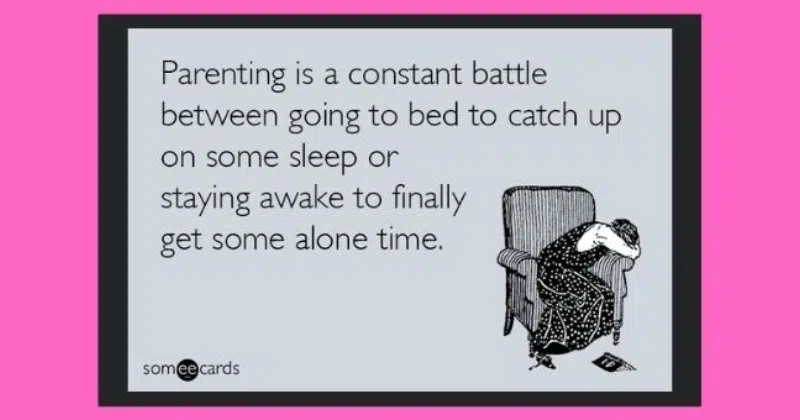 Parenting is a constant battle
between going to bed to catch up
on some sleep or
staying awake to finally
get some alone time.
someecards